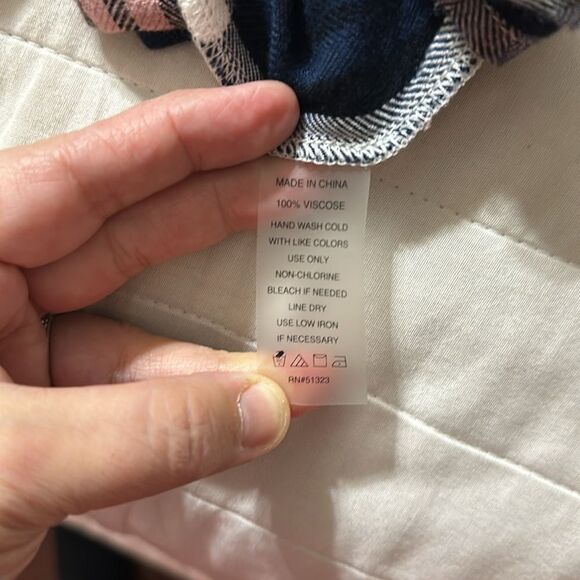 MADE IN CHINA
100% VISCOSE
HAND WASH COLD
WITH LIKE COLORS
USE ONLY
NON-CHLORINE
BLEACH IF NEEDED
LINE DRY
USE LOW IRON
IF NECESSARY
RN#51323